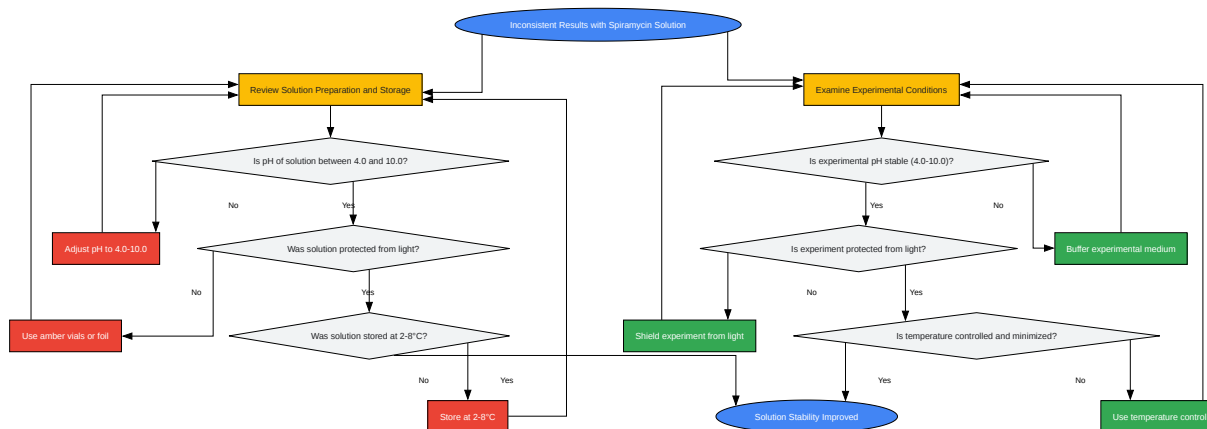 Inconsistent Results with Spiramycin Solution
Review Solution Preparation and Storage
Examine Experimental Conditions
Is pH of solution between 4.0 and 10.0?
Is experimental pH stable (4.0-10.0)?
No
Yes
Yes
No
Adjust pH to 4.0-10.0
Was solution protected from light?
Is experiment protected from light?
Buffer experimental medium
No
Yes
No
Yes
Use amber vials or foil
Was solution stored at 2-8°C?
Shield experiment from light
Is temperature controlled and minimized?
No
Yes
Yes
No
Store at 2-8°C
Solution Stability Improved
Use temperature control